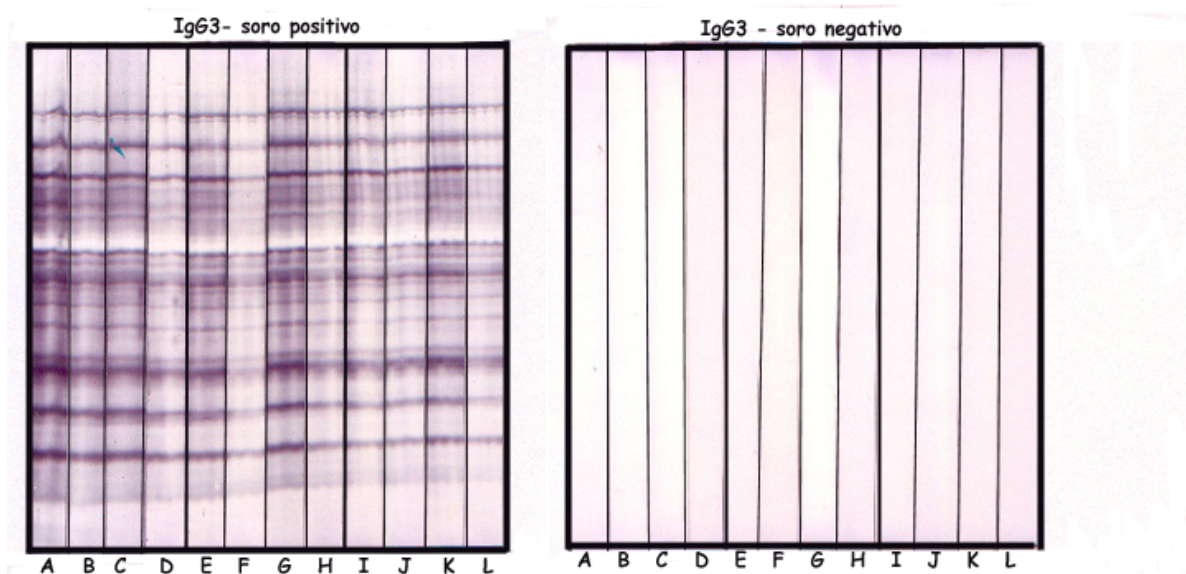 IgG3- soro positivo
A B C D E F G H I J K L
IgG3 - soro negativo
A B C D E F G H I J K L